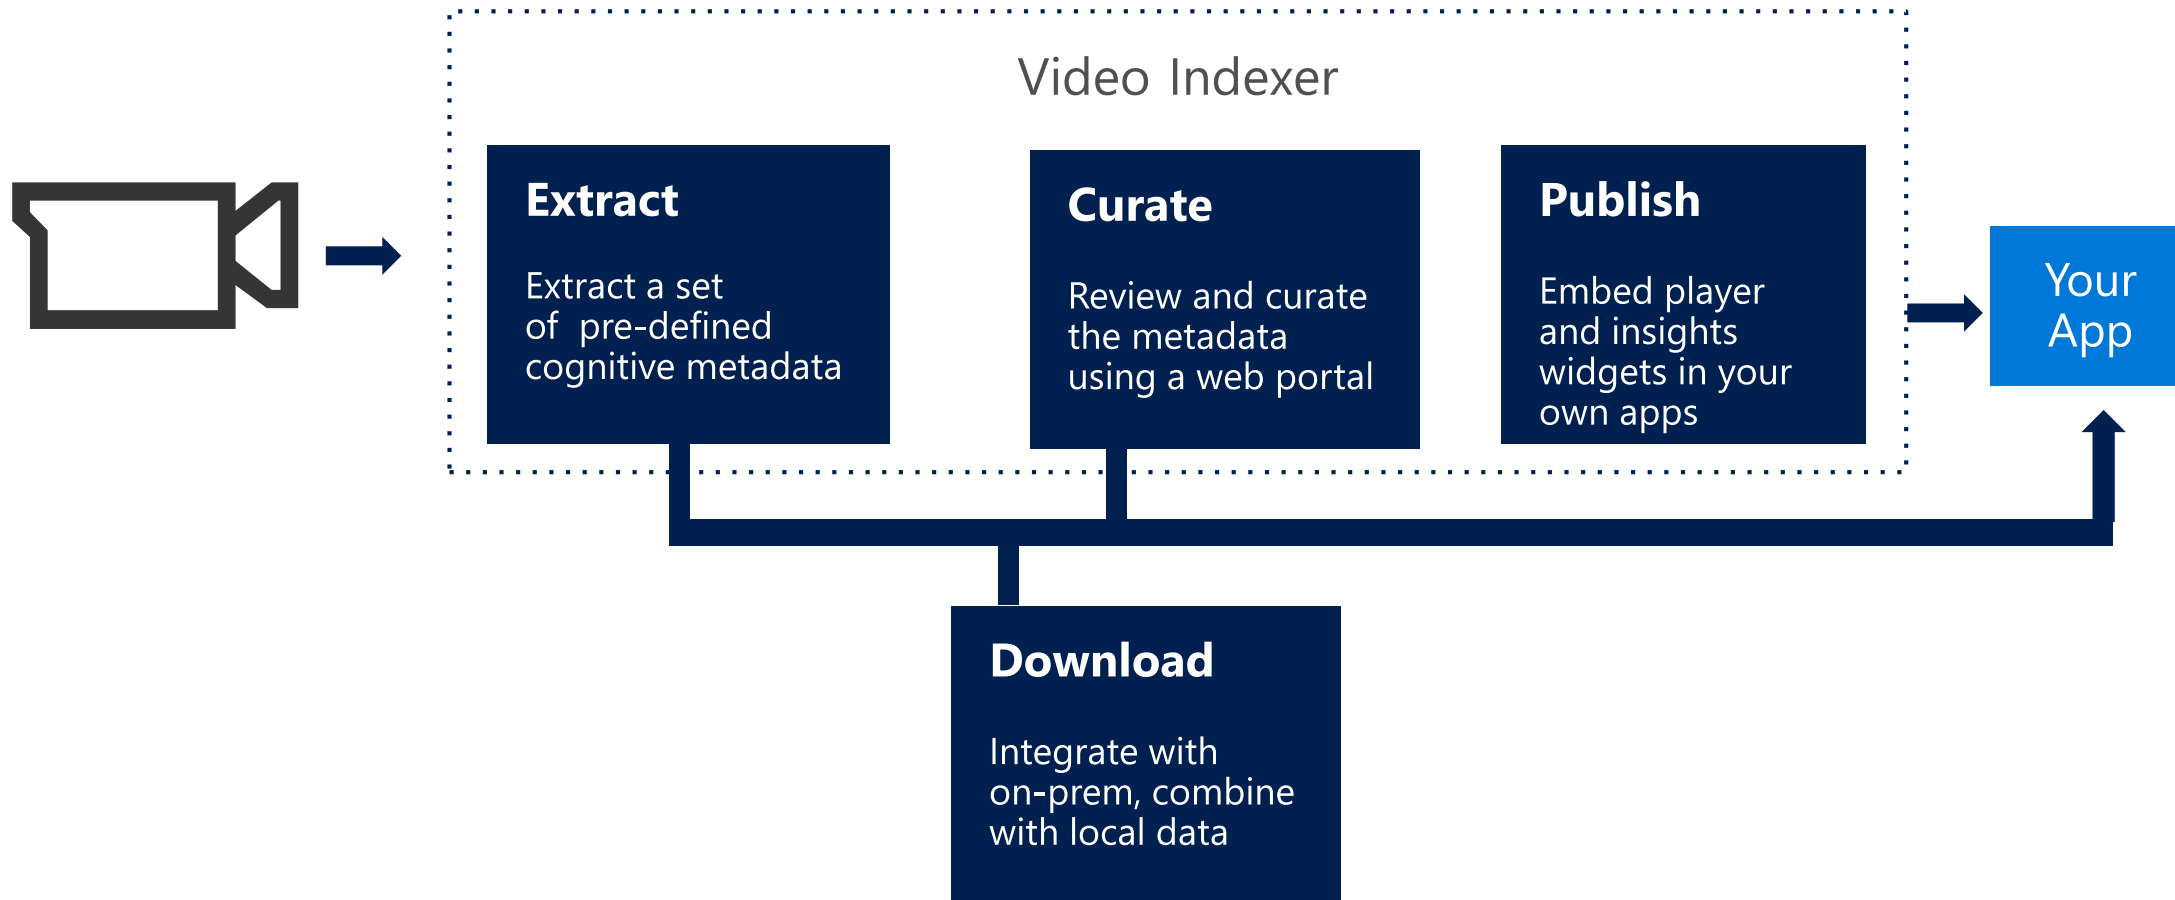 Video Indexer
Extract
Extract a set
of  pre-defined
cognitive metadata
Curate
Review and curate
the metadata
using a web portal
Publish
Embed player
and insights
widgets in your
own apps
Your
App
Download
Integrate with
on-prem, combine
with local data